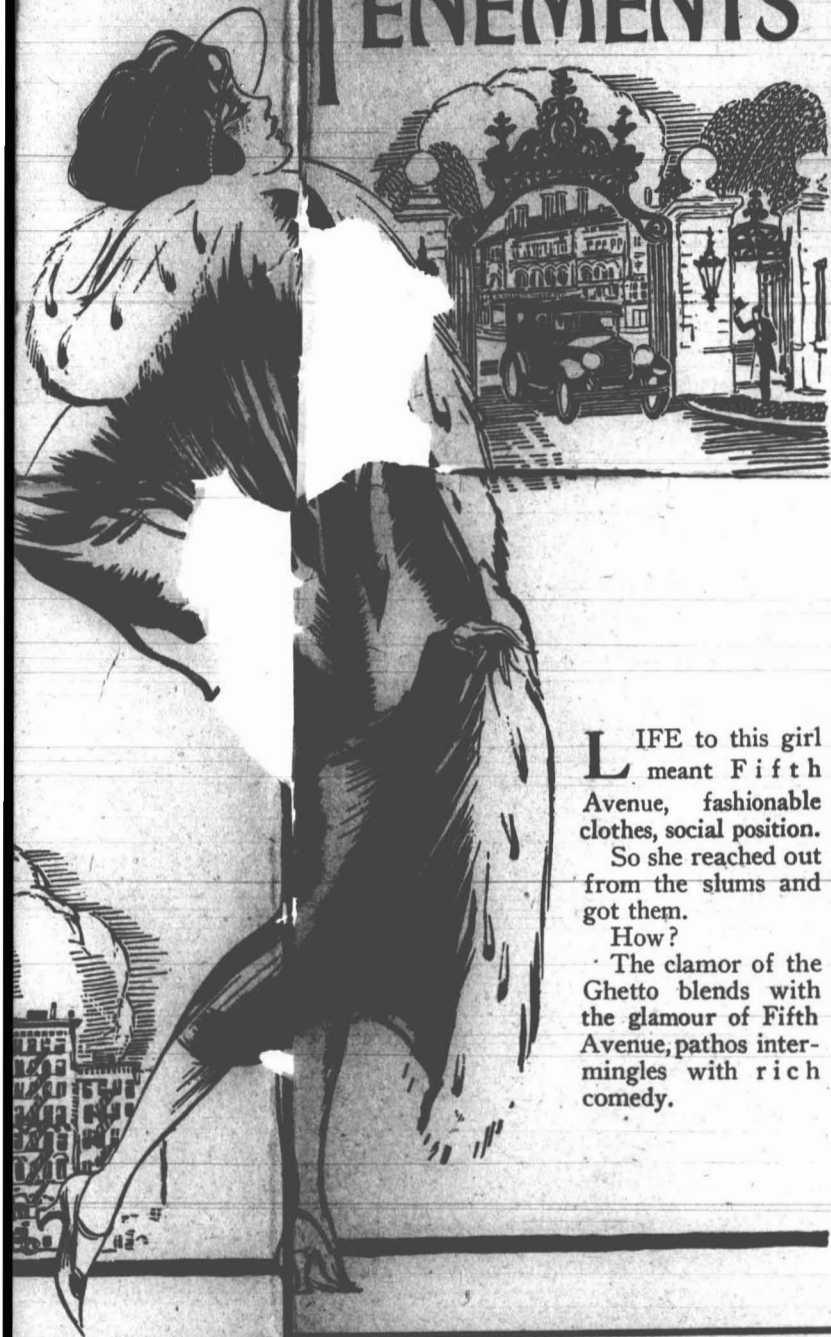 TENEMENTS
LIFE to this girl
meant Fifth
Avenue, fashionable
clothes, social position.
So she reached out
from the slums and
got them.
How?
The clamor of the
Ghetto blends with
the glamour of Fifth
Avenue, pathos inter-
mingles with rich
comedy.